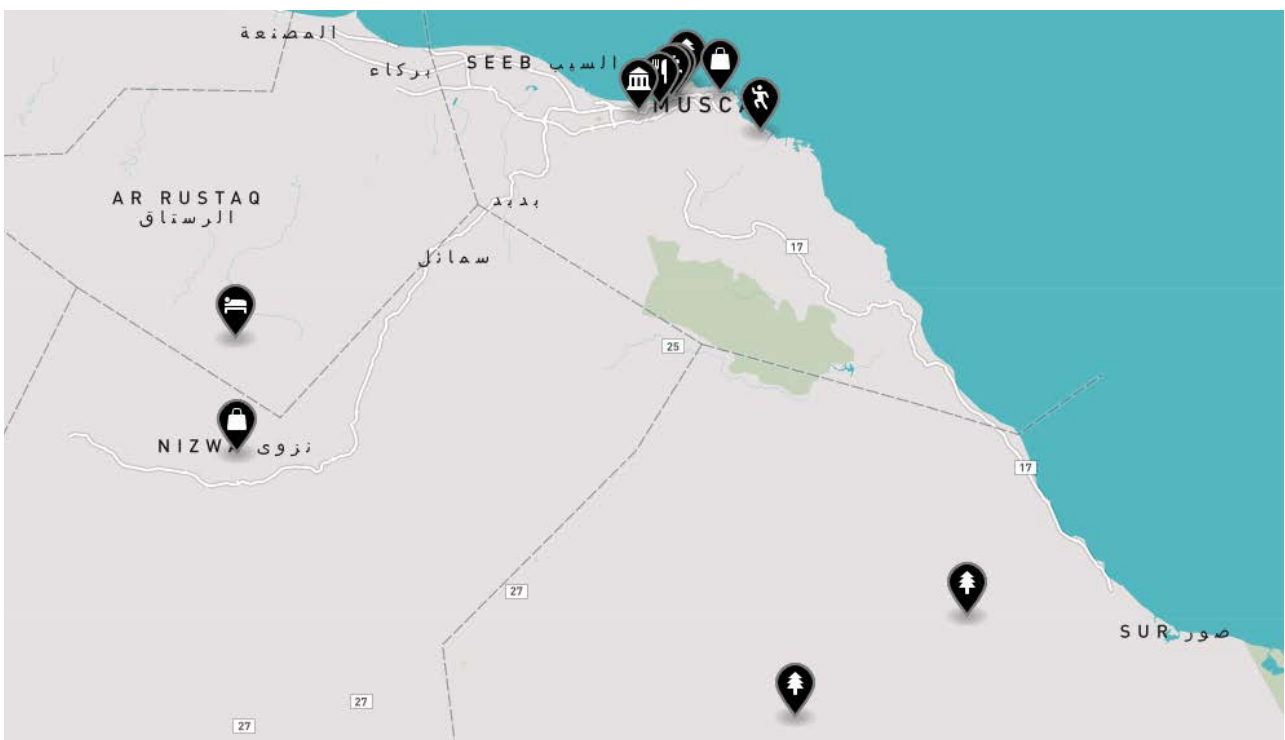 المصنعة
بركاء
SEEB السيب
MUSCA
AR RUSTAQ
الرستاق
بدبد
سمائل
17
25
NIZWA نزوى
17
27
SUR صور
27
27